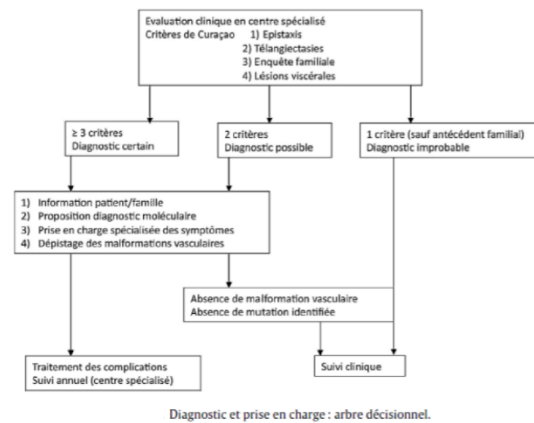 Evaluation clinique en centre spécialisé
Critères de Curaçao 1) Epistaxis
2) Télangiectasies
3) Enquête familiale
4) Lésions viscérales
≥ 3 critères
Diagnostic certain
2 critères
Diagnostic possible
1 critère (sauf antécédent familial)
Diagnostic improbable
1) Information patient/famille
2) Proposition diagnostic moléculaire
3) Prise en charge spécialisée des symptômes
4) Dépistage des malformations vasculaires
Absence de malformation vasculaire
Absence de mutation identifiée
Traitement des complications
Suivi annuel (centre spécialisé)
Suivi clinique
Diagnostic et prise en charge : arbre décisionnel.